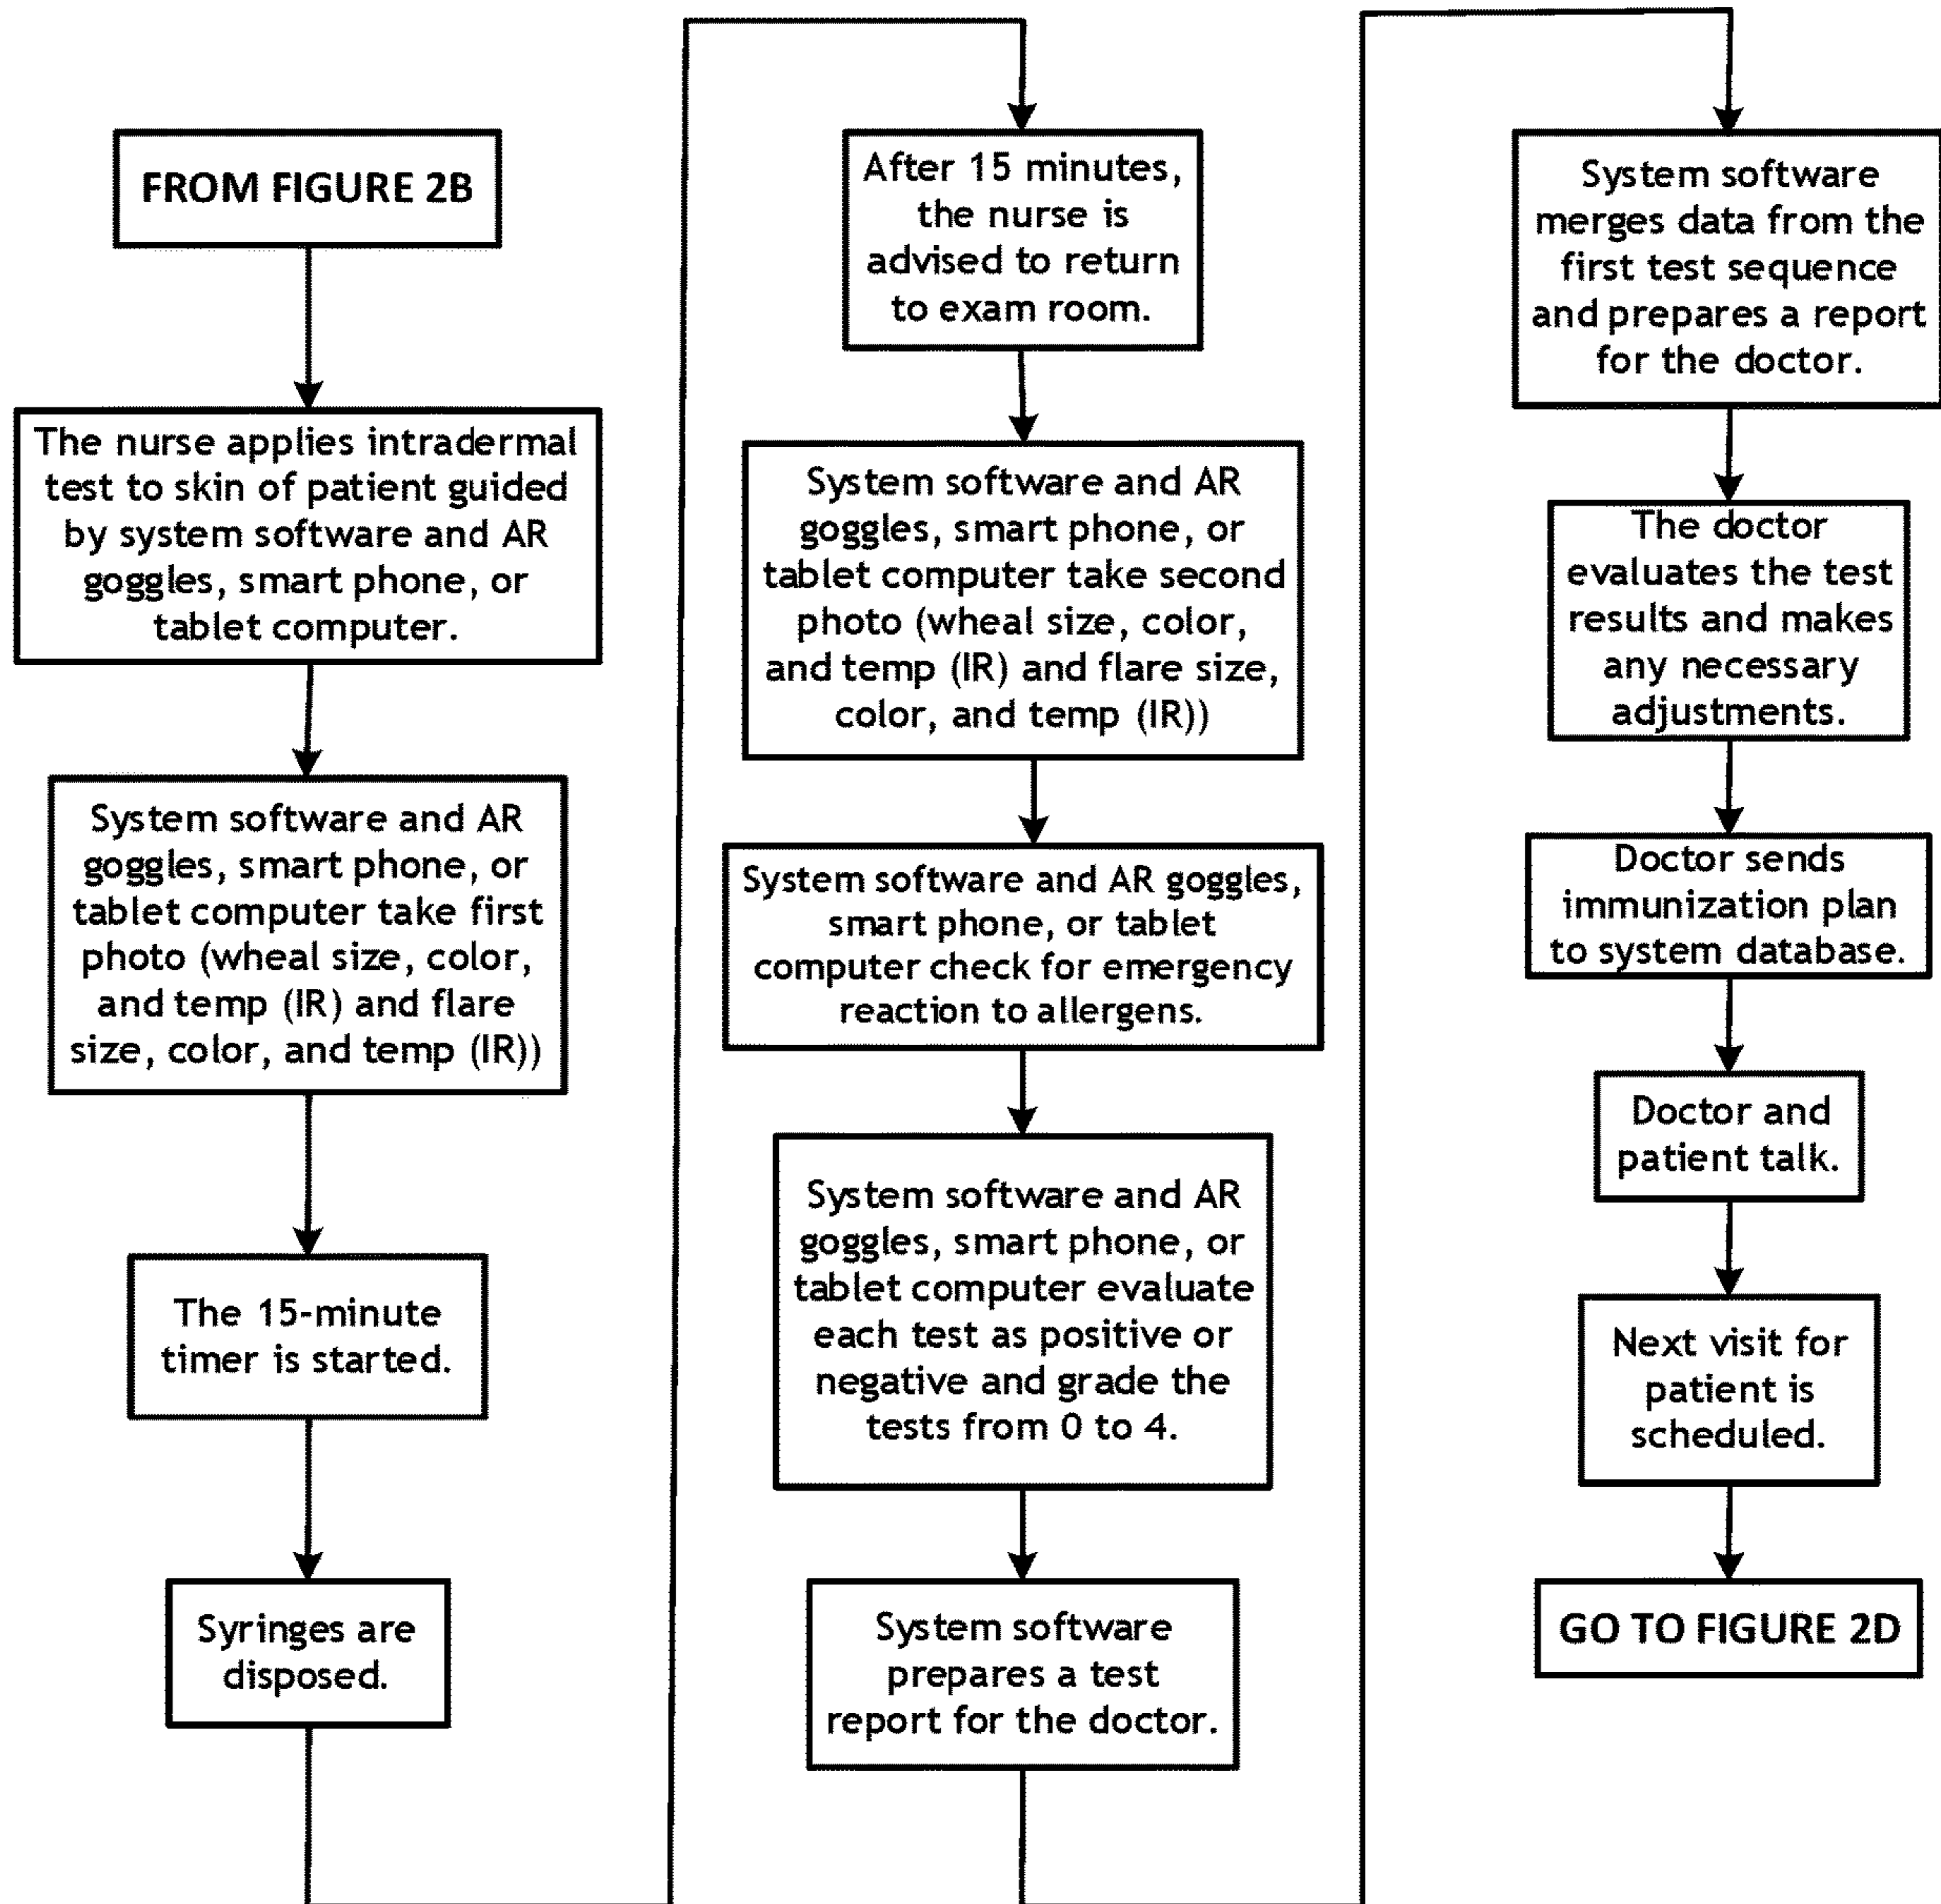 FROM FIGURE 2B
The nurse applies intradermal
test to skin of patient guided
by system software and AR
goggles, smart phone, or
tablet computer.
System software and AR
goggles, smart phone, or
tablet computer take first
photo (wheal size, color,
and temp (IR) and flare
size, color, and temp (IR))
The 15-minute
timer is started.
Syringes are
disposed.
After 15 minutes,
the nurse is
advised to return
to exam room.
System software and AR
goggles, smart phone, or
tablet computer take second
photo (wheal size, color,
and temp (IR) and flare size,
color, and temp (IR))
System software and AR goggles,
smart phone, or tablet
computer check for emergency
reaction to allergens.
System software and AR
goggles, smart phone, or
tablet computer evaluate
each test as positive or
negative and grade the
tests from 0 to 4.
System software
prepares a test
report for the doctor.
System software
merges data from the
first test sequence
and prepares a report
for the doctor.
The doctor
evaluates the test
results and makes
any necessary
adjustments.
Doctor sends
immunization plan
to system database.
Doctor and
patient talk.
Next visit for
patient is
scheduled.
GO TO FIGURE 2D